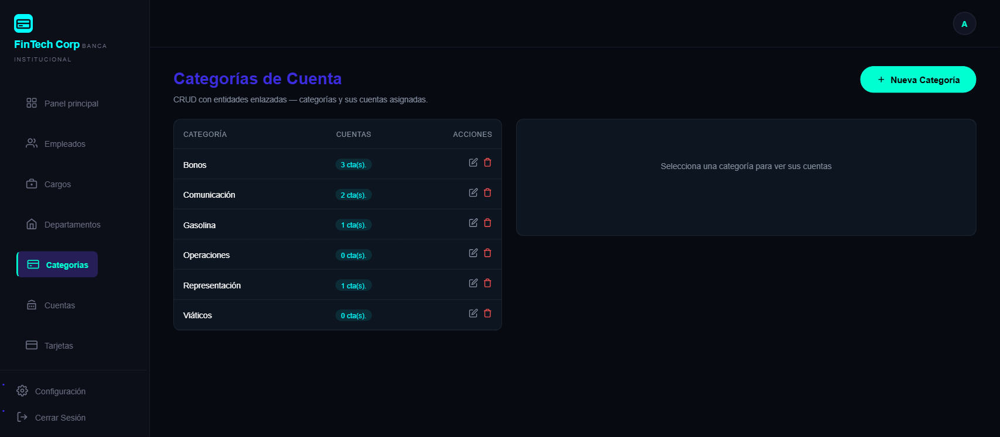 FinTech Corp BANCA
INSTITUCIONAL
Panel principal
Empleados
Cargos
Departamentos
Categorías
Cuentas
Tarjetas
Configuración
Cerrar Sesión
A
Categorías de Cuenta
CRUD con entidades enlazadas — categorías y sus cuentas asignadas.
+ Nueva Categoría
CATEGORÍA CUENTAS ACCIONES
Bonos 3 cta(s).
Comunicación 2 cta(s).
Gasolina 1 cta(s).
Operaciones 0 cta(s).
Representación 1 cta(s).
Viáticos 0 cta(s).
Selecciona una categoría para ver sus cuentas